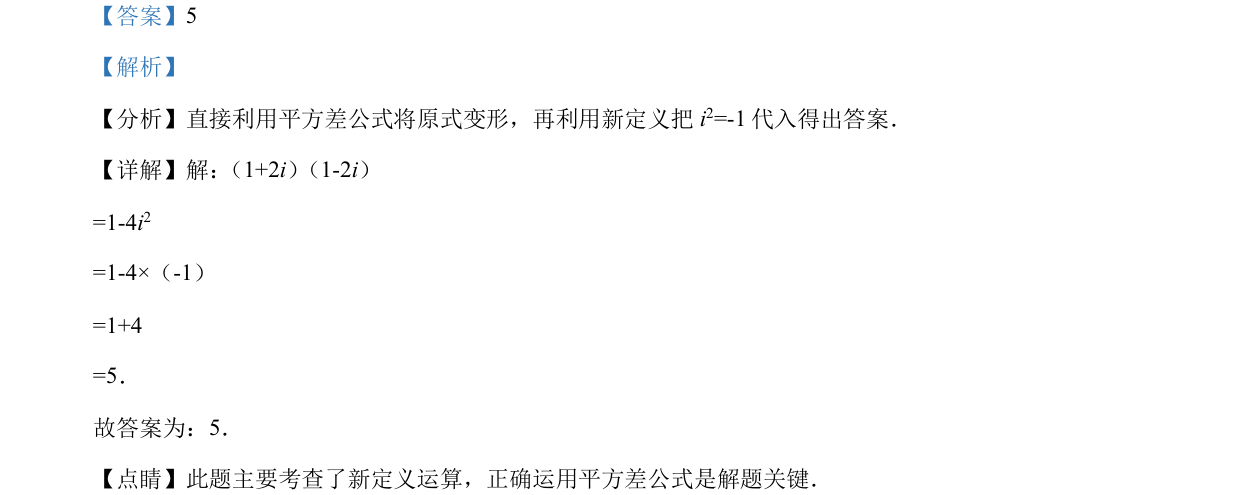 【答案】5
【解析】
【分析】直接利用平方差公式将原式变形，再利用新定义把 i²=-1 代入得出答案．
【详解】解：（1+2i）（1-2i）
=1-4i²
=1-4×（-1）
=1+4
=5．
故答案为：5．
【点睛】此题主要考查了新定义运算，正确运用平方差公式是解题关键．